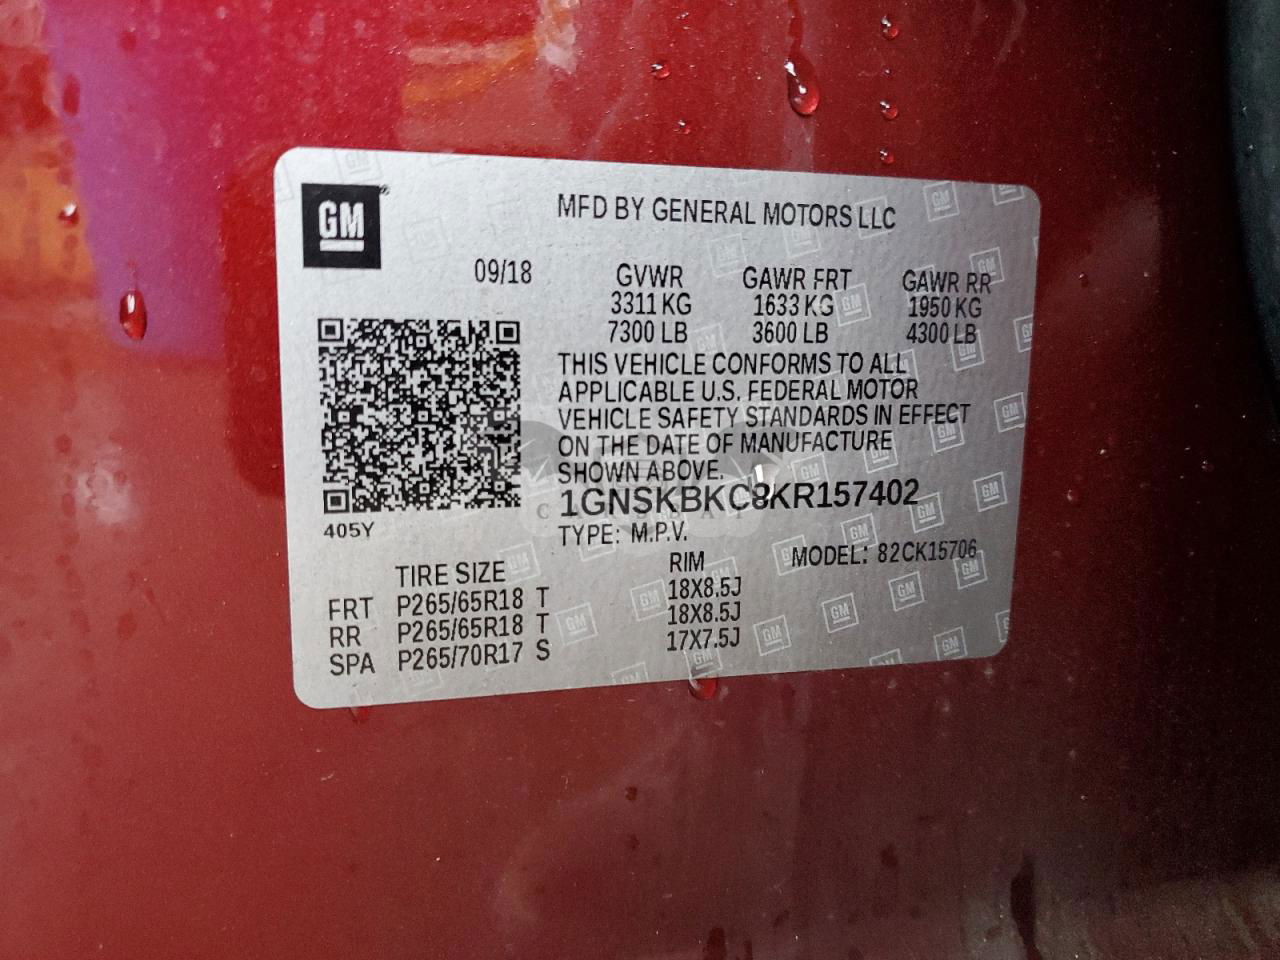 GM
MFD BY GENERAL MOTORS LLC
09/18 GVWR GAWR FRT GAWR RR
3311 KG 1633 KG 1950 KG
7300 LB 3600 LB 4300 LB
THIS VEHICLE CONFORMS TO ALL
APPLICABLE U.S. FEDERAL MOTOR
VEHICLE SAFETY STANDARDS IN EFFECT
ON THE DATE OF MANUFACTURE
SHOWN ABOVE.
1GNSKBKC8KR157402
405Y
TYPE: M.P.V.
MODEL: 82CK15706
TIRE SIZE RIM
FRT P265/65R18 T 18X8.5J
RR P265/65R18 T 18X8.5J
SPA P265/70R17 S 17X7.5J